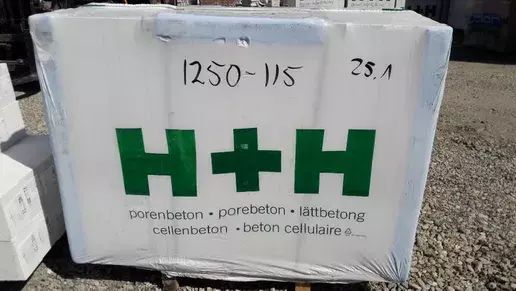 1250-115 25.1
H+H
porenbeton • porebeton • lättbetong
cellenbeton • beton cellulaire